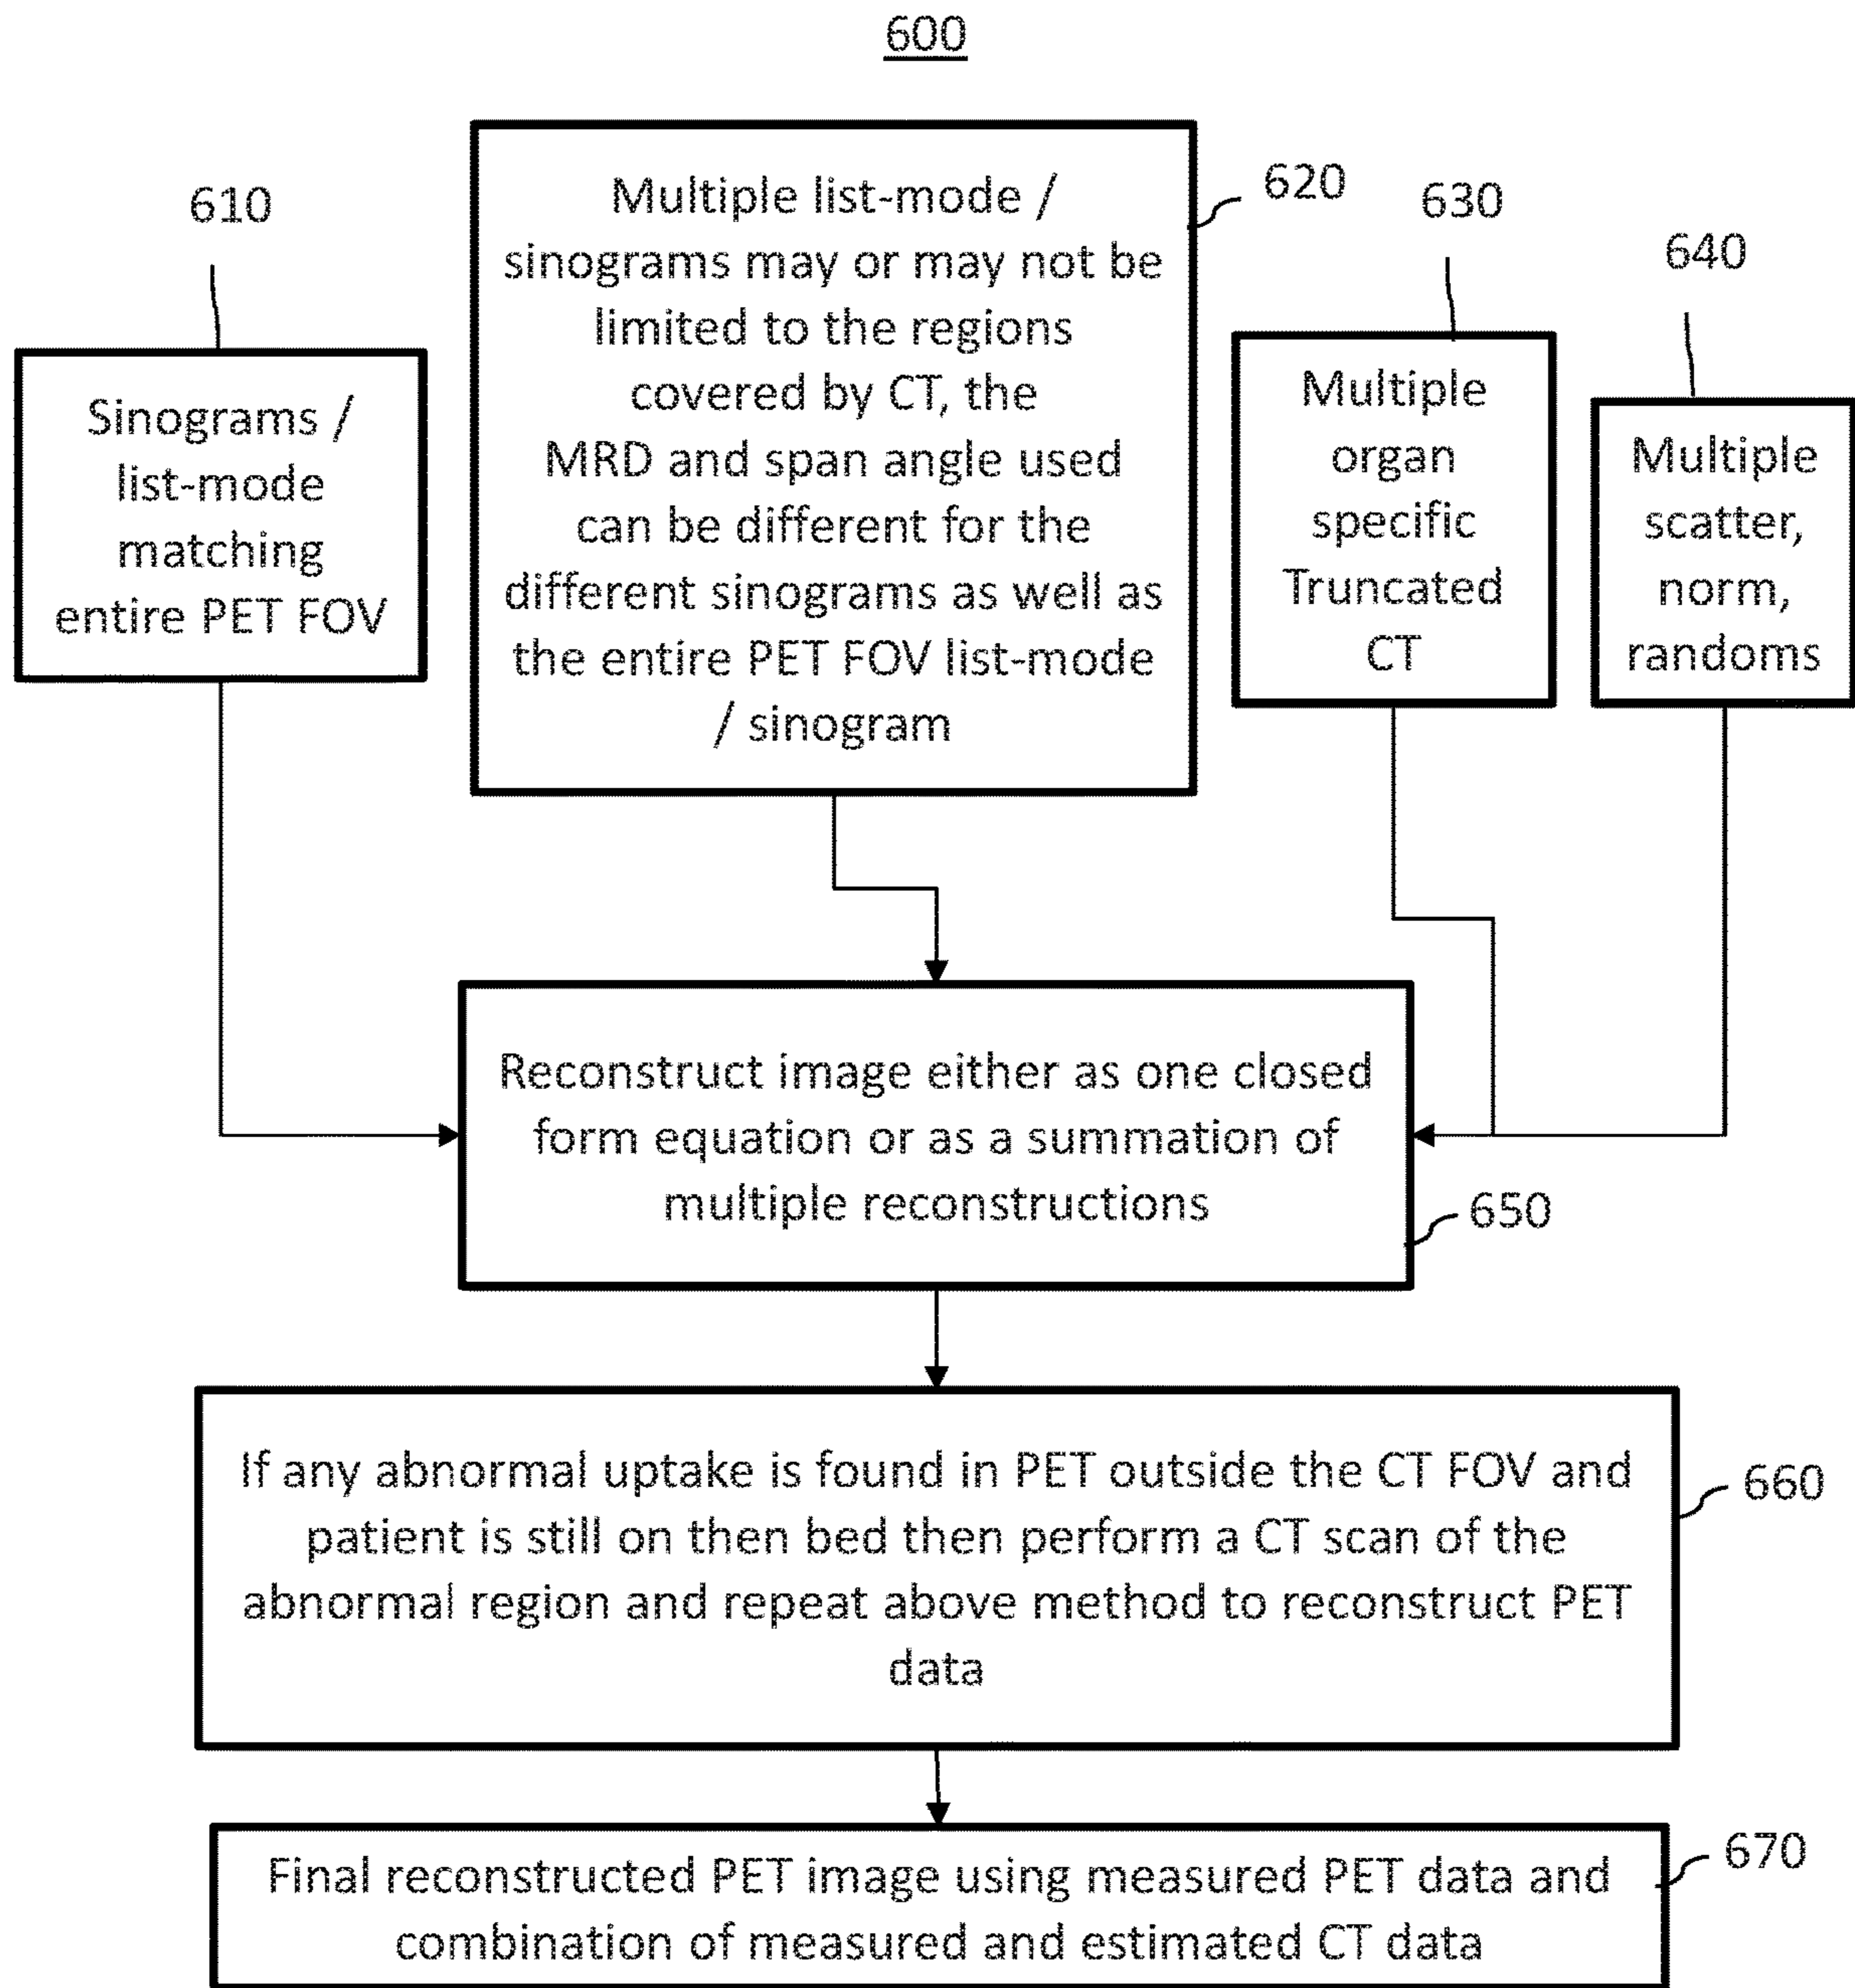 600
610
Sinograms /
list-mode
matching
entire PET FOV
620
Multiple list-mode /
sinograms may or may not be
limited to the regions
covered by CT, the
MRD and span angle used
can be different for the
different sinograms as well as
the entire PET FOV list-mode
/ sinogram
630
Multiple
organ
specific
Truncated
CT
640
Multiple
scatter,
norm,
randoms
Reconstruct image either as one closed
form equation or as a summation of
multiple reconstructions
650
If any abnormal uptake is found in PET outside the CT FOV and
patient is still on then bed then perform a CT scan of the
abnormal region and repeat above method to reconstruct PET
data
660
Final reconstructed PET image using measured PET data and
combination of measured and estimated CT data
670